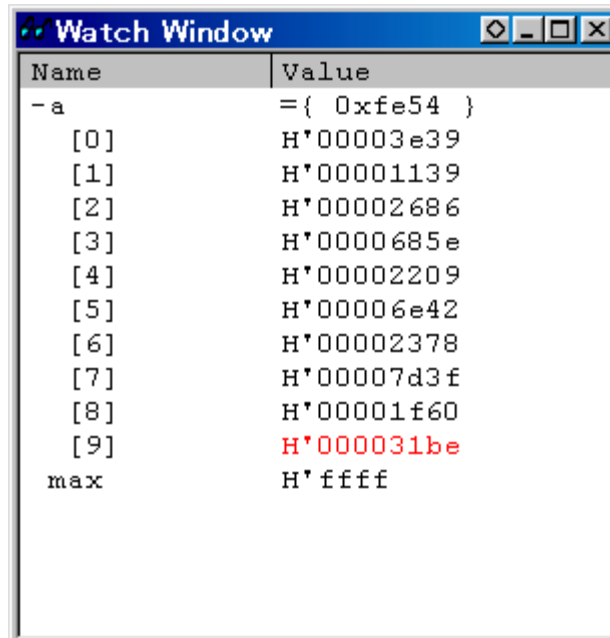 Watch Window
Name Value
-a ={ 0xfe54 }
[0] H'00003e39
[1] H'00001139
[2] H'00002686
[3] H'0000685e
[4] H'00002209
[5] H'00006e42
[6] H'00002378
[7] H'00007d3f
[8] H'00001f60
[9] H'000031be
max H'ffff